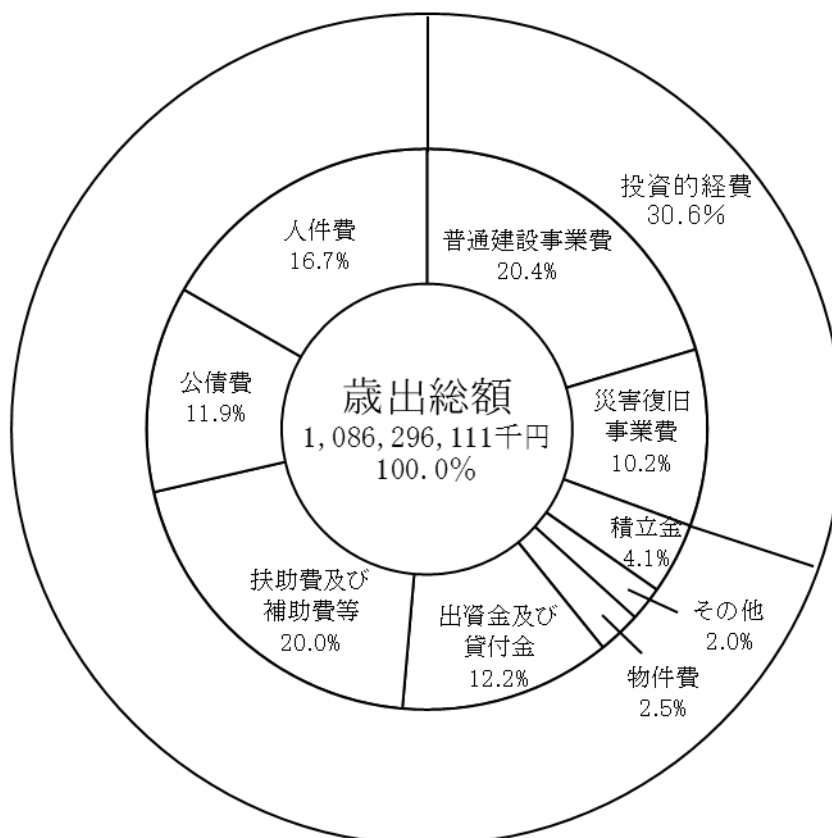 投資的経費
30.6%
普通建設事業費
20.4%
災害復旧
事業費
10.2%
積立金
4.1%
その他
2.0%
物件費
2.5%
出資金及び
貸付金
12.2%
扶助費及び
補助費等
20.0%
公債費
11.9%
人件費
16.7%
歳出総額
1,086,296,111千円
100.0%